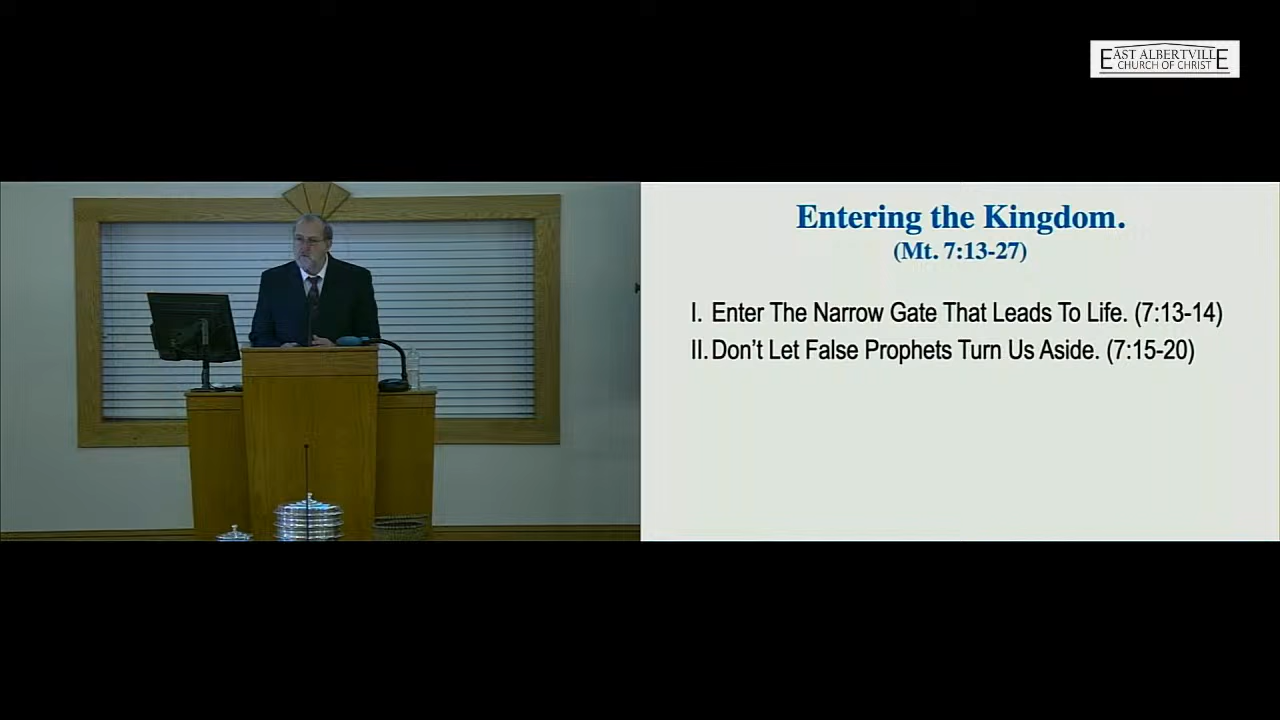 EAST ALBERTVILLE
CHURCH OF CHRIST
Entering the Kingdom.
(Mt. 7:13-27)
I. Enter The Narrow Gate That Leads To Life. (7:13-14)
II. Don't Let False Prophets Turn Us Aside. (7:15-20)